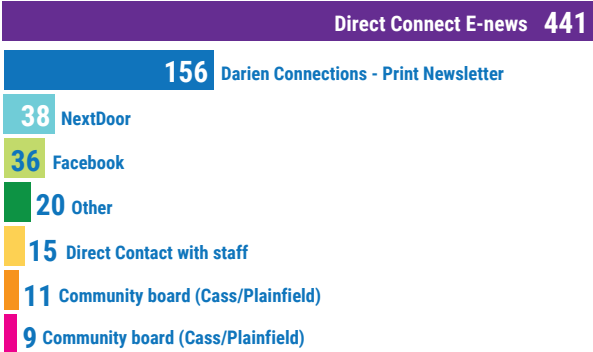 Direct Connect E-news 441
156 Darien Connections - Print Newsletter
38 NextDoor
36 Facebook
20 Other
15 Direct Contact with staff
11 Community board (Cass/Plainfield)
9 Community board (Cass/Plainfield)